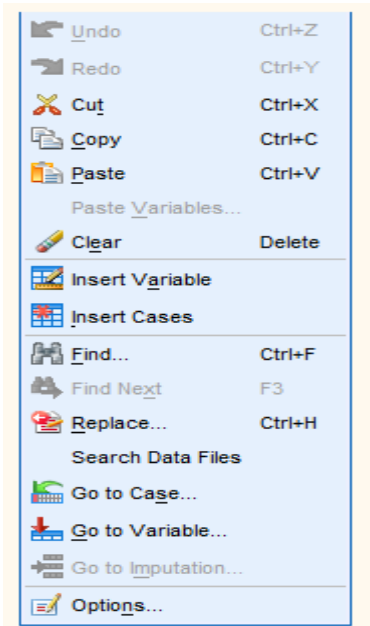 Undo Ctrl+Z
Redo Ctrl+Y
Cut Ctrl+X
Copy Ctrl+C
Paste Ctrl+V
Paste Variables...
Clear Delete
Insert Variable
Insert Cases
Find... Ctrl+F
Find Next F3
Replace... Ctrl+H
Search Data Files
Go to Case...
Go to Variable...
Go to Imputation...
Options...